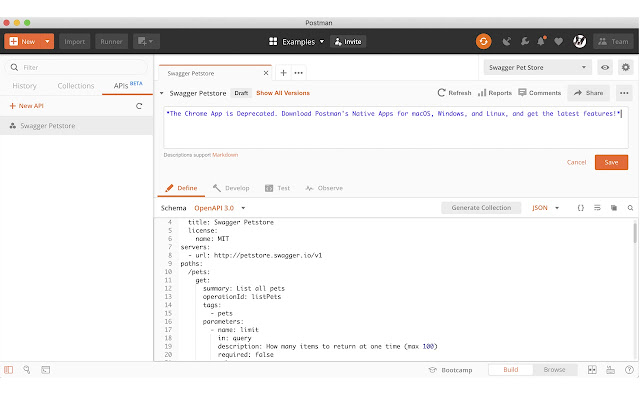 Postman
New
Import
Runner
Examples
Invite
Team
Filter
Collections
APIs BETA
+ New API
Swagger Petstore
Swagger Petstore
Swagger Pet Store
Swagger Petstore Draft Show All Versions Refresh Reports Comments Share
*The Chrome App is Deprecated. Download Postman's Native Apps for macOS, Windows, and Linux, and get the latest features!*
Descriptions support Markdown
Cancel Save
Define Develop Test Observe
Schema OpenAPI 3.0 Generate Collection JSON
4 title: Swagger Petstore
5 license:
6 name: MIT
7 servers:
8 - url: http://petstore.swagger.io/v1
9 paths:
10 /pets:
11 get:
12 summary: List all pets
13 operationId: listPets
14 tags:
15 - pets
16 parameters:
17 - name: limit
18 in: query
19 description: How many items to return at one time (max 100)
20 required: false
Bootcamp Build Browse